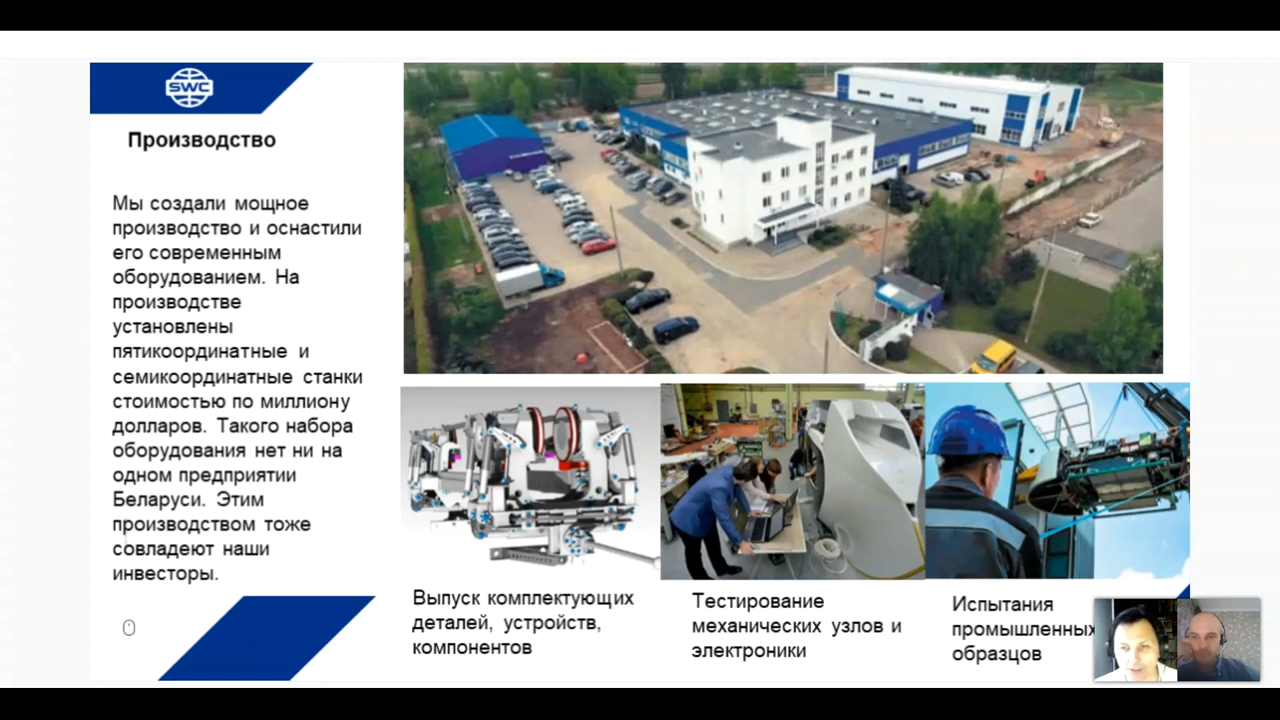 SWC
Производство
Мы создали мощное
производство и оснастили
его современным
оборудованием. На
производстве
установлены
пятикоординатные и
семикоординатные станки
стоимостью по миллиону
долларов. Такого набора
оборудования нет ни на
одном предприятии
Беларуси. Этим
производством тоже
совладеют наши
инвесторы.
Выпуск комплектующих
деталей, устройств,
компонентов
Тестирование
механических узлов и
электроники
Испытания
промышленных
образцов